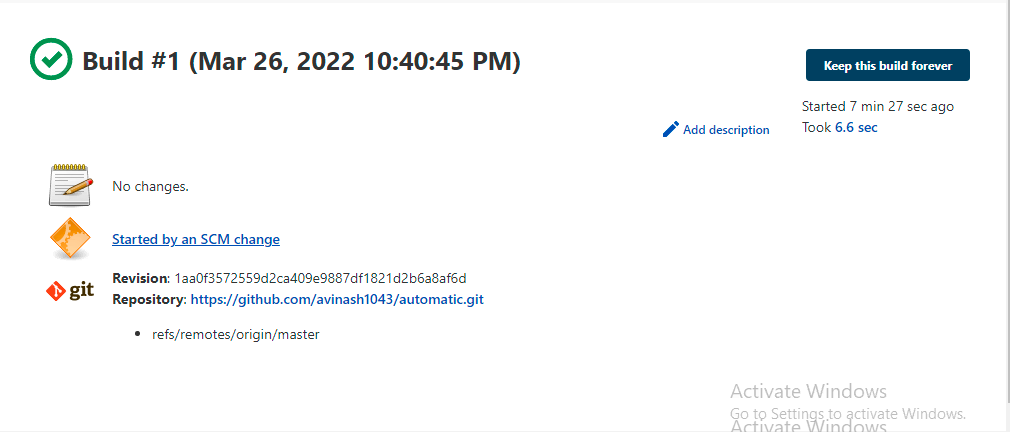 Build #1 (Mar 26, 2022 10:40:45 PM)
Keep this build forever
Started 7 min 27 sec ago
Took 6.6 sec
Add description
No changes.
Started by an SCM change
git
Revision: 1aa0f3572559d2ca409e9887df1821d2b6a8af6d
Repository: https://github.com/avinash1043/automatic.git
• refs/remotes/origin/master
Activate Windows
Go to Settings to activate Windows.
Activate Windows